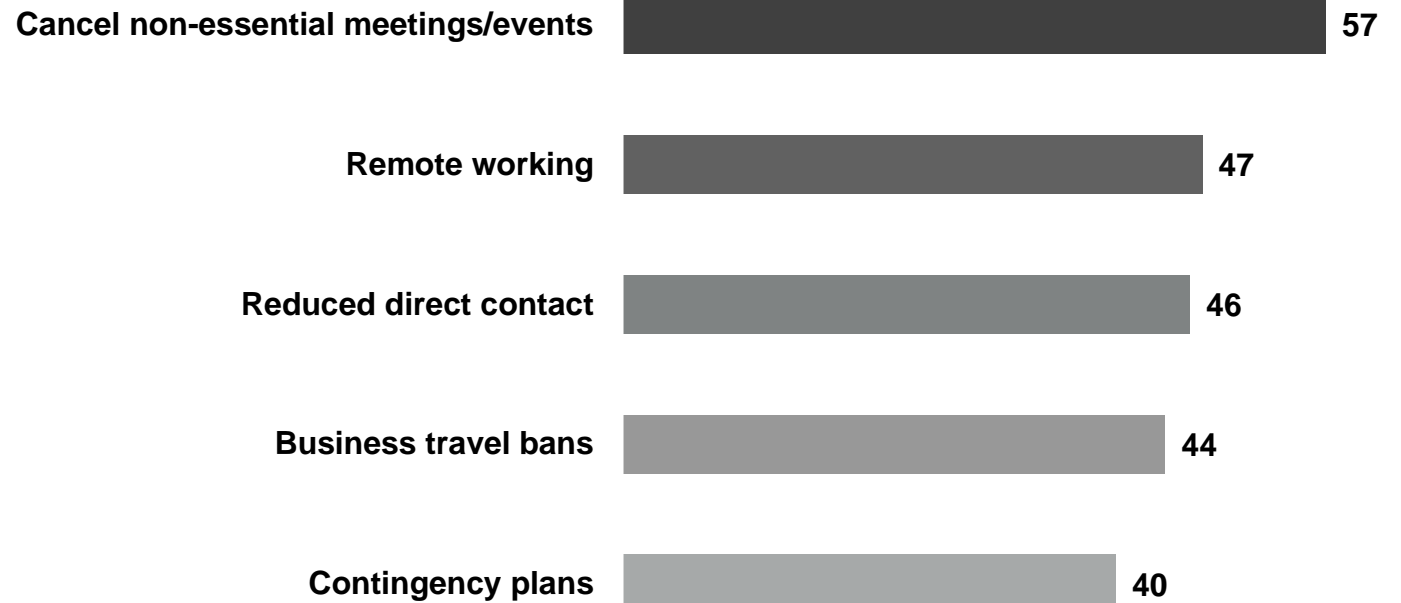 Cancel non-essential meetings/events 57
Remote working 47
Reduced direct contact 46
Business travel bans 44
Contingency plans 40